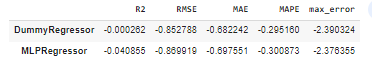 R2 RMSE MAE MAPE max_error
DummyRegressor -0.000262 -0.852788 -0.682242 -0.295160 -2.390324
MLPRegressor -0.040855 -0.869919 -0.697551 -0.300873 -2.376355